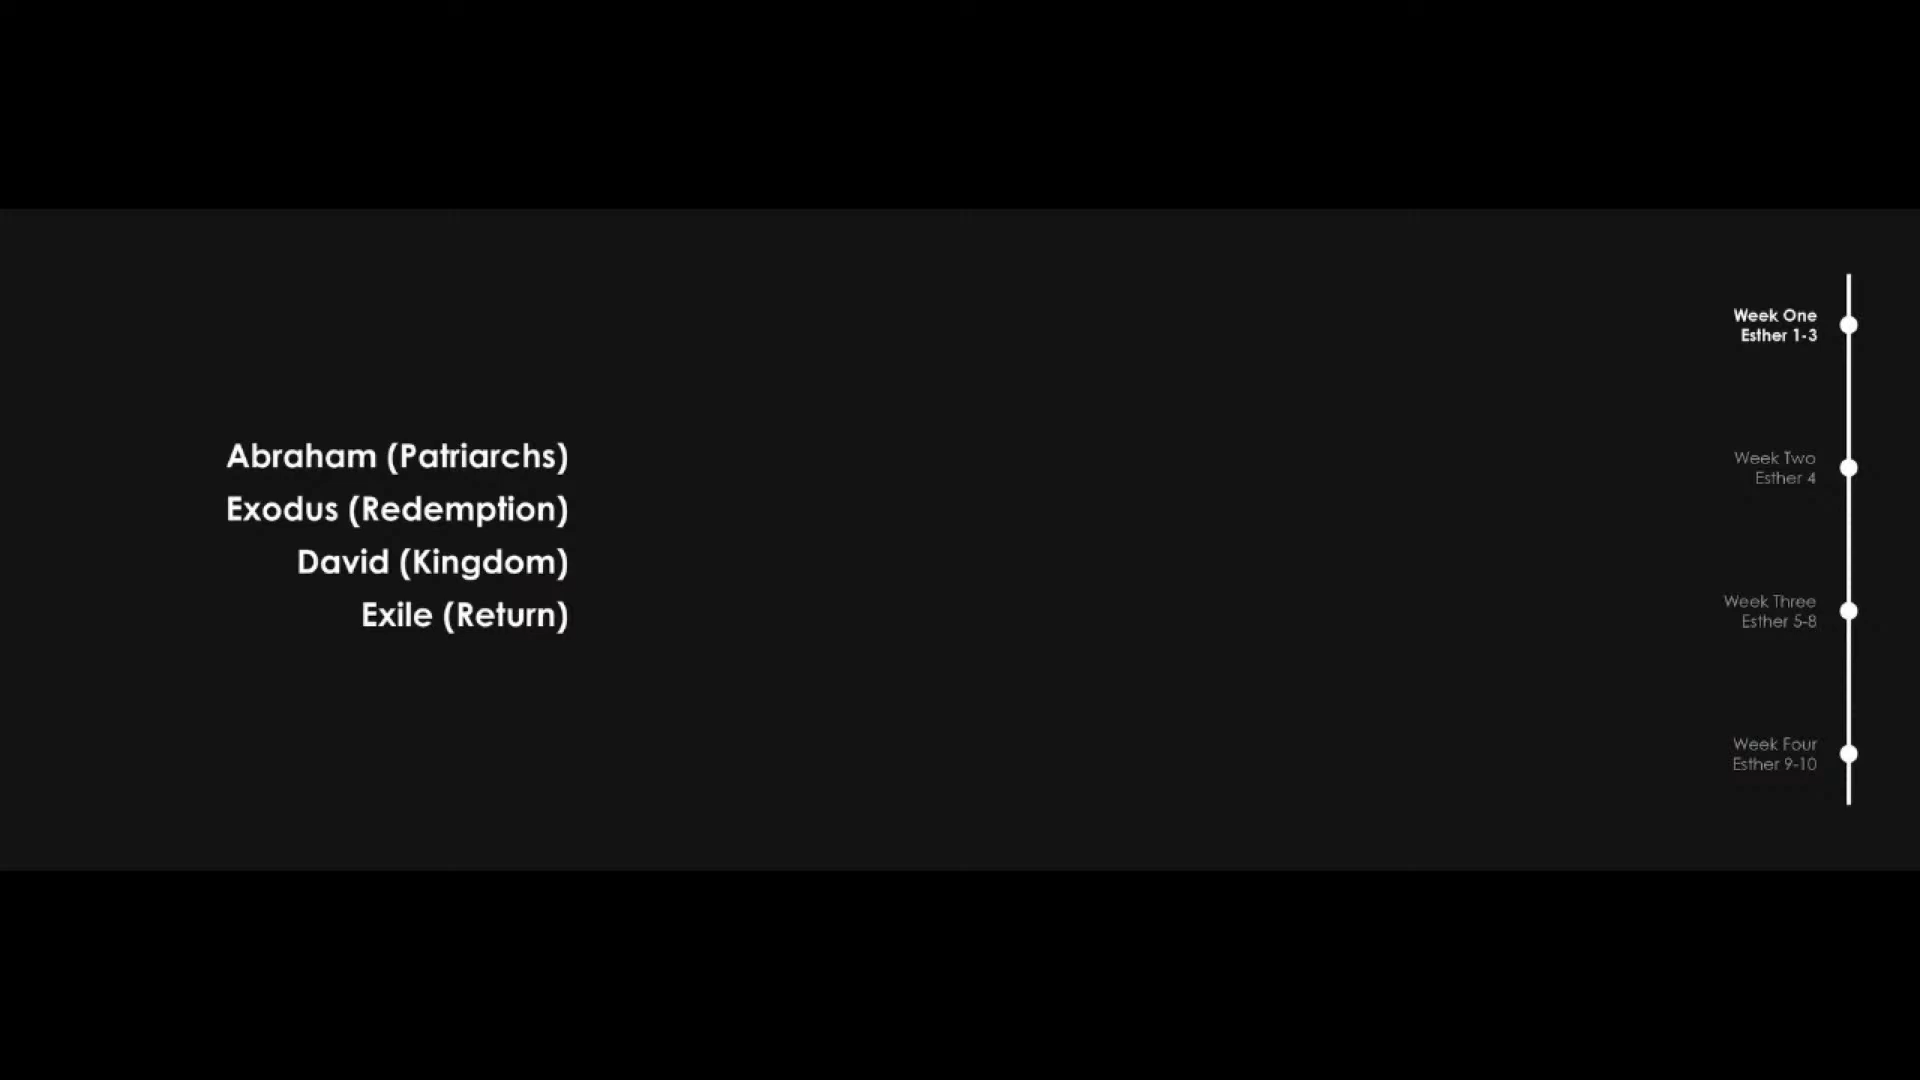 Abraham (Patriarchs)
Exodus (Redemption)
David (Kingdom)
Exile (Return)
Week One
Esther 1-3
Week Two
Esther 4
Week Three
Esther 5-8
Week Four
Esther 9-10